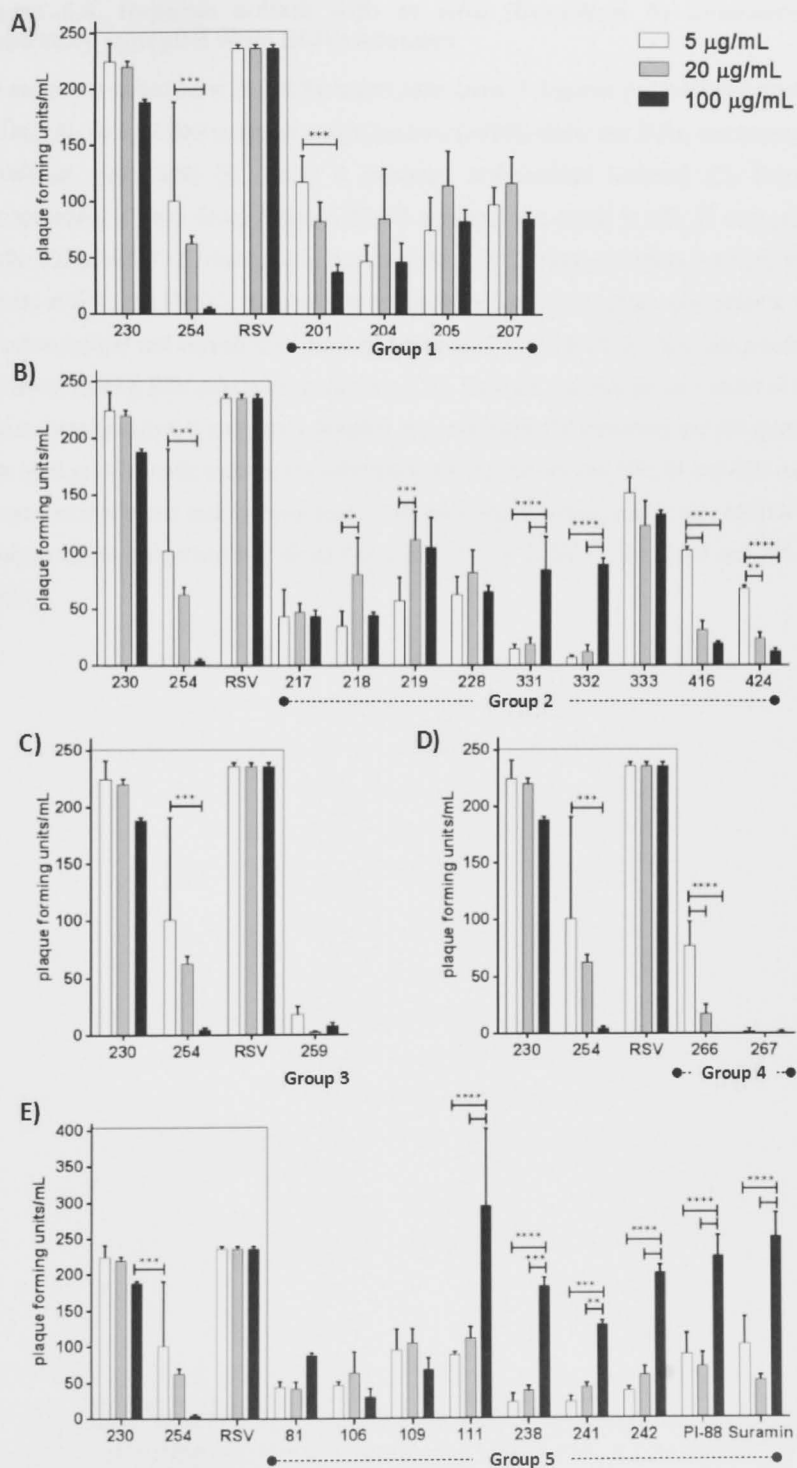 A)
5 µg/mL
20 µg/mL
100 µg/mL
plaque forming units/mL
250
200
150
100
50
0
***
***
230 254 RSV 201 204 205 207
Group 1
B)
plaque forming units/mL
250
200
150
100
50
0
***
**
***
****
****
****
****
**
230 254 RSV 217 218 219 228 331 332 333 416 424
Group 2
C)
plaque forming units/mL
250
200
150
100
50
0
***
230 254 RSV 259
Group 3
D)
plaque forming units/mL
250
200
150
100
50
0
***
****
230 254 RSV 266 267
Group 4
E)
plaque forming units/mL
400
350
300
250
200
150
100
50
0
***
****
****
***
***
**
****
****
****
230 254 RSV 81 106 109 111 238 241 242 PI-88 Suramin
Group 5